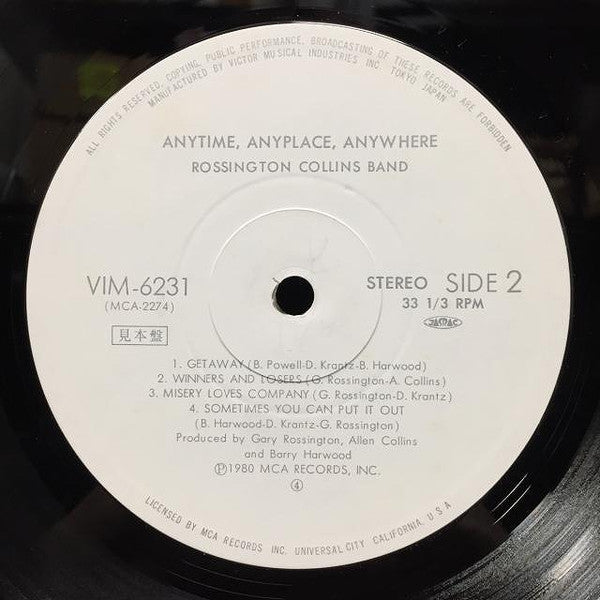 ALL RIGHTS RESERVED. COPYING, PUBLIC PERFORMANCE, BROADCASTING OF THESE RECORDS ARE FORBIDDEN
MANUFACTURED BY VICTOR MUSICAL INDUSTRIES INC. TOKYO JAPAN
ANYTIME, ANYPLACE, ANYWHERE
ROSSINGTON COLLINS BAND
VIM-6231
(MCA-2274)
見本盤
STEREO SIDE 2
33 1/3 RPM
JASRAC
1. GETAWAY (B. Powell-D. Krantz-B. Harwood)
2. WINNERS AND LOSERS (G. Rossington-A. Collins)
3. MISERY LOVES COMPANY (G. Rossington-D. Krantz)
4. SOMETIMES YOU CAN PUT IT OUT
(B. Harwood-D. Krantz-G. Rossington)
Produced by Gary Rossington, Allen Collins
and Barry Harwood
Ⓟ1980 MCA RECORDS, INC.
④
LICENSED BY MCA RECORDS INC. UNIVERSAL CITY, CALIFORNIA, U.S.A